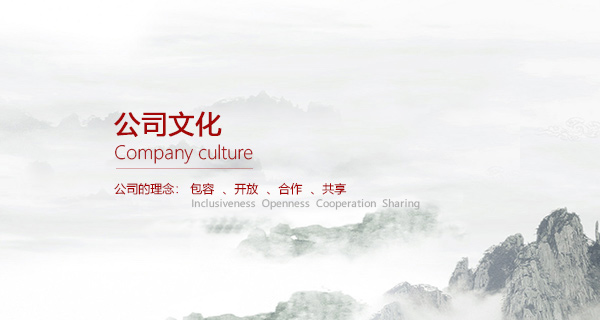 公司文化
Company culture
公司的理念： 包容 、开放 、合作 、共享
Inclusiveness Openness Cooperation Sharing